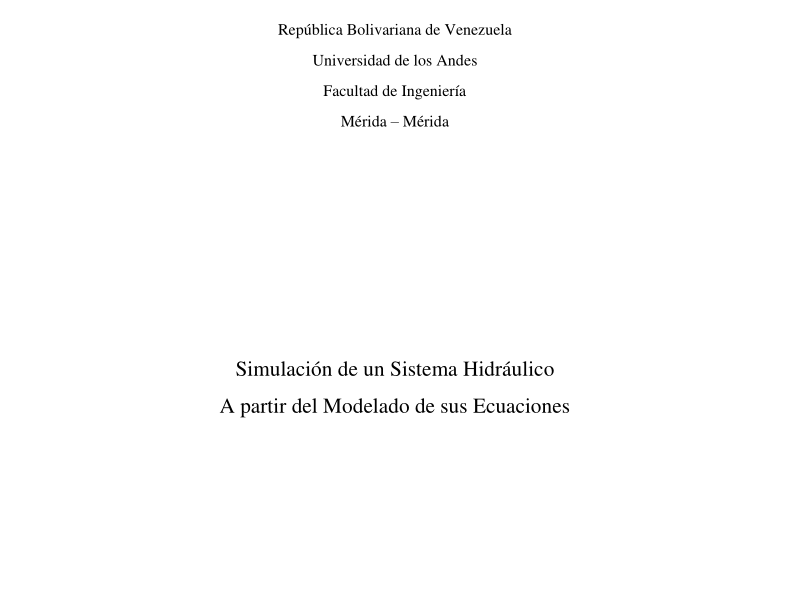 República Bolivariana de Venezuela
Universidad de los Andes
Facultad de Ingeniería
Mérida – Mérida
Simulación de un Sistema Hidráulico
A partir del Modelado de sus Ecuaciones